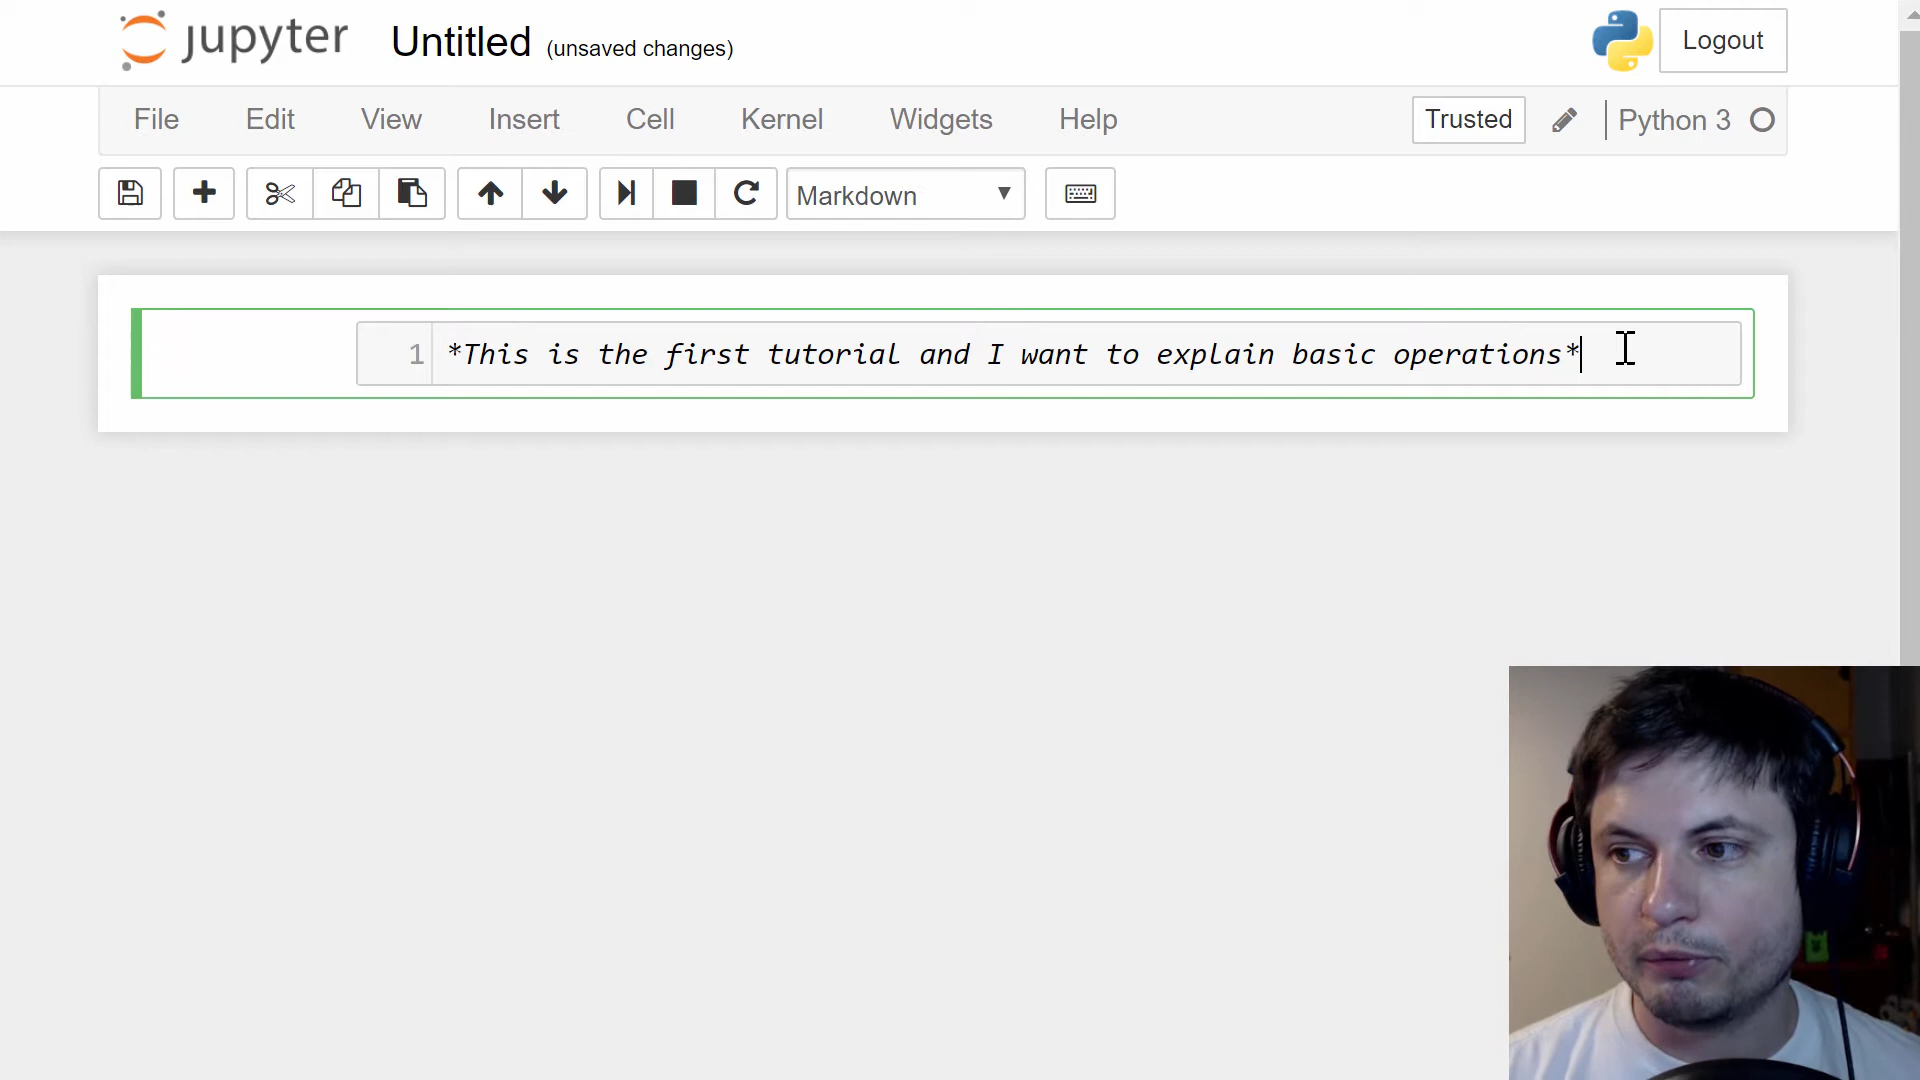 jupyter Untitled (unsaved changes) Logout
File Edit View Insert Cell Kernel Widgets Help Trusted Python 3
Markdown
1 *This is the first tutorial and I want to explain basic operations*